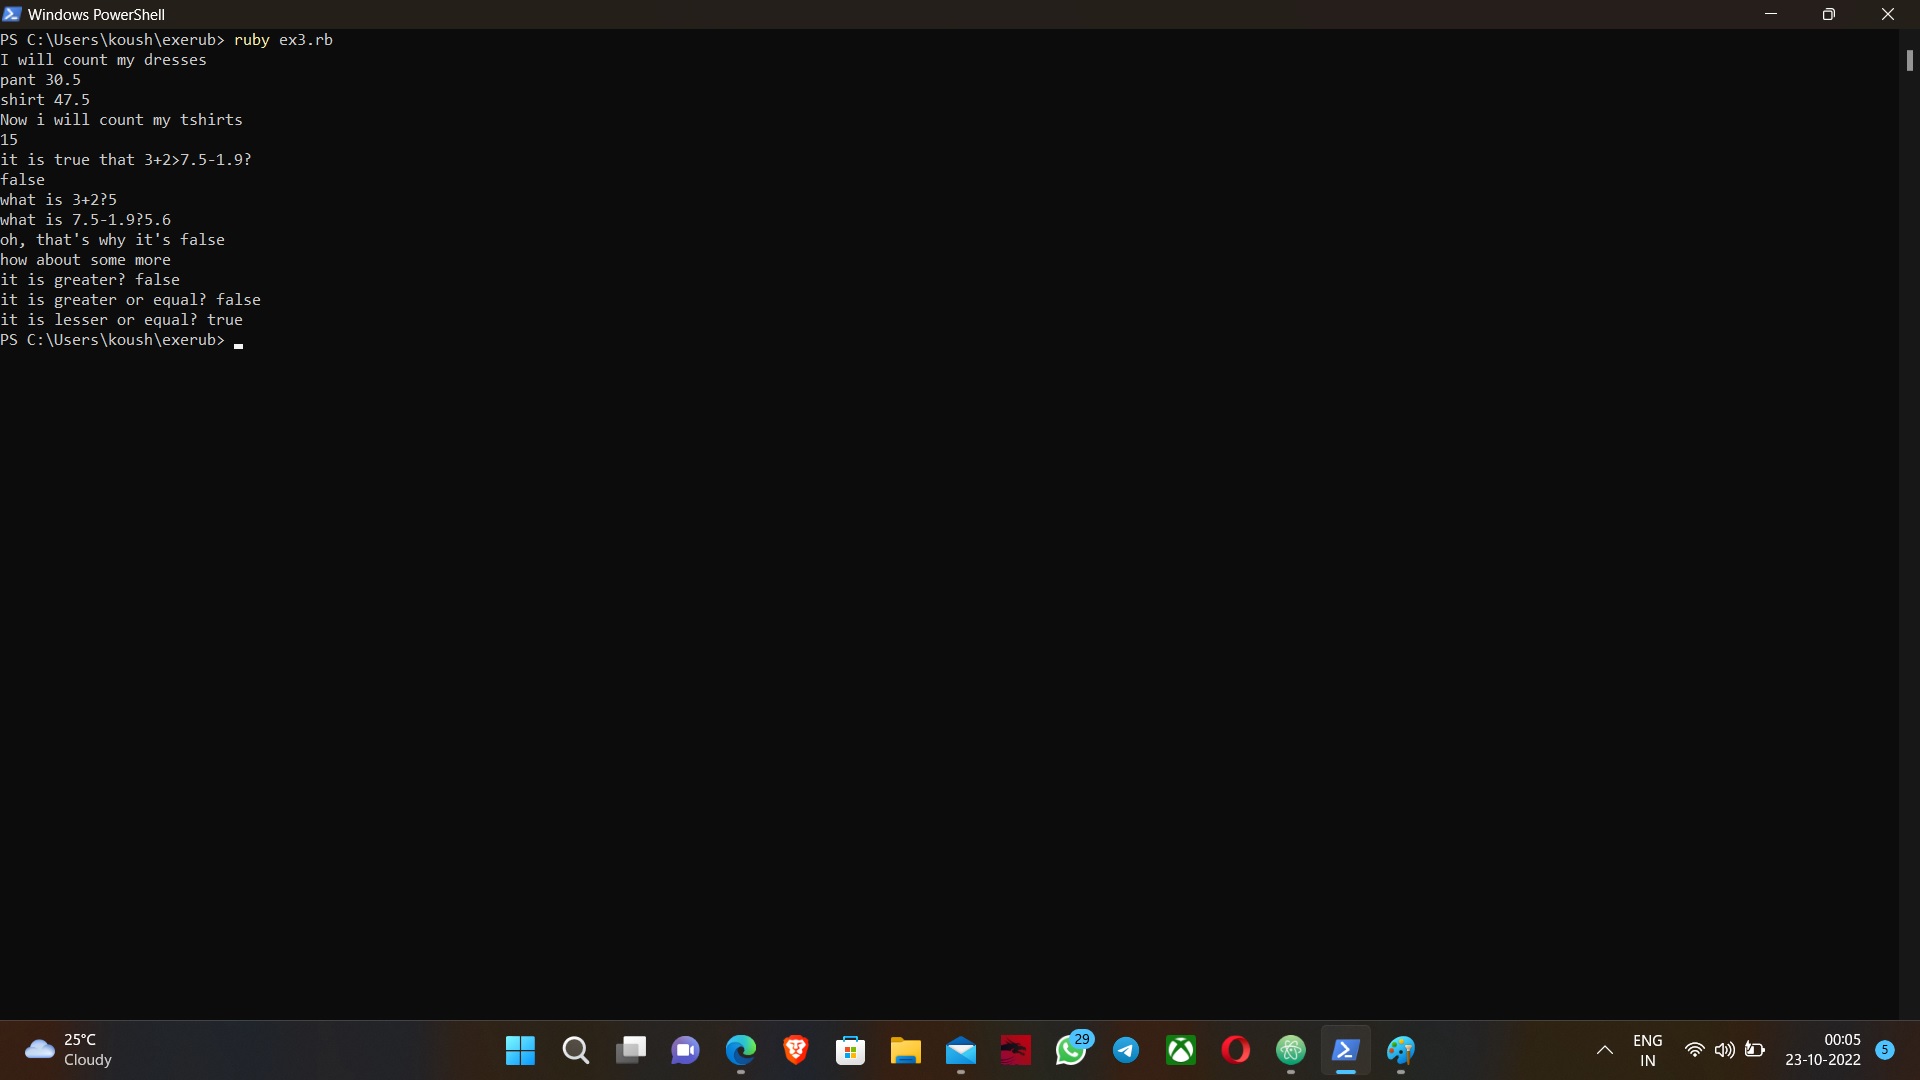 Windows PowerShell
PS C:\Users\koush\exerub> ruby ex3.rb
I will count my dresses
pant 30.5
shirt 47.5
Now i will count my tshirts
15
it is true that 3+2>7.5-1.9?
false
what is 3+2?5
what is 7.5-1.9?5.6
oh, that's why it's false
how about some more
it is greater? false
it is greater or equal? false
it is lesser or equal? true
PS C:\Users\koush\exerub>
25°C
Cloudy
29
ENG
IN
00:05
23-10-2022
5